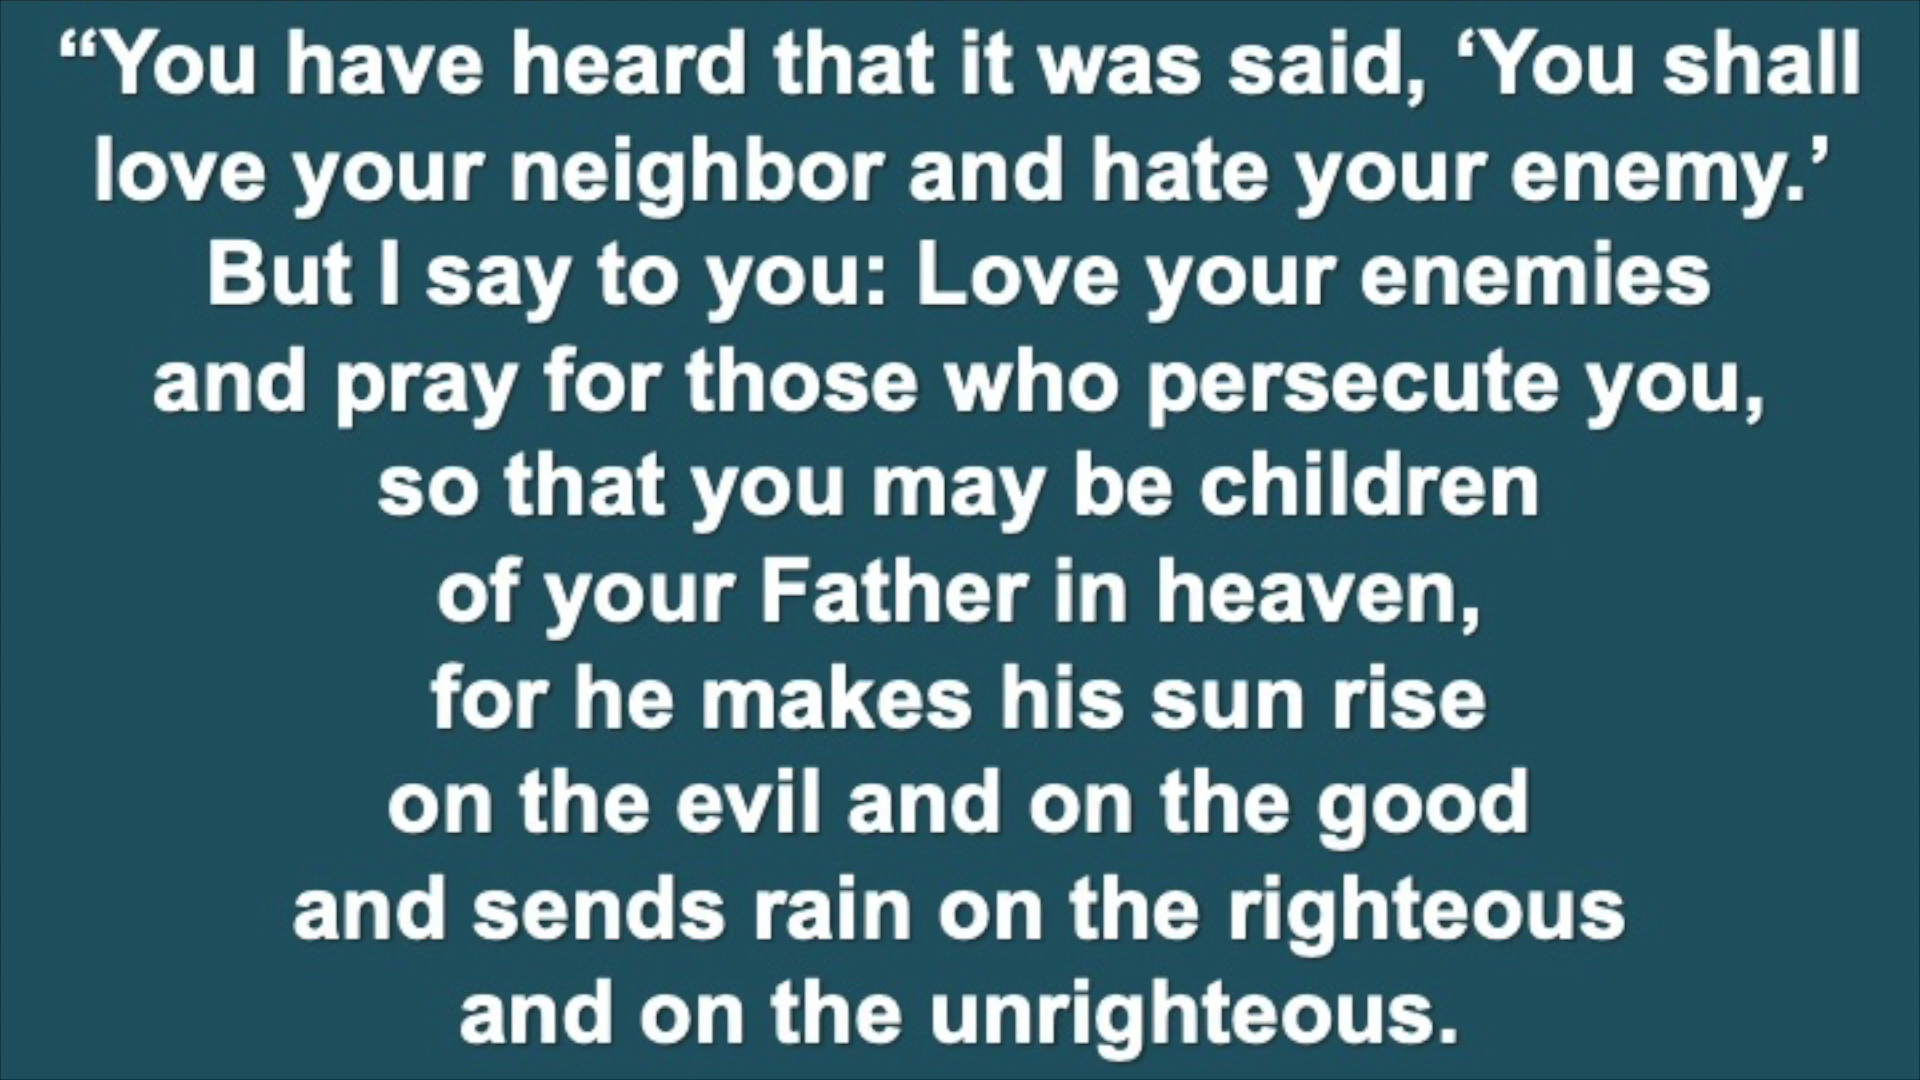 “You have heard that it was said, ‘You shall
love your neighbor and hate your enemy.’
But I say to you: Love your enemies
and pray for those who persecute you,
so that you may be children
of your Father in heaven,
for he makes his sun rise
on the evil and on the good
and sends rain on the righteous
and on the unrighteous.